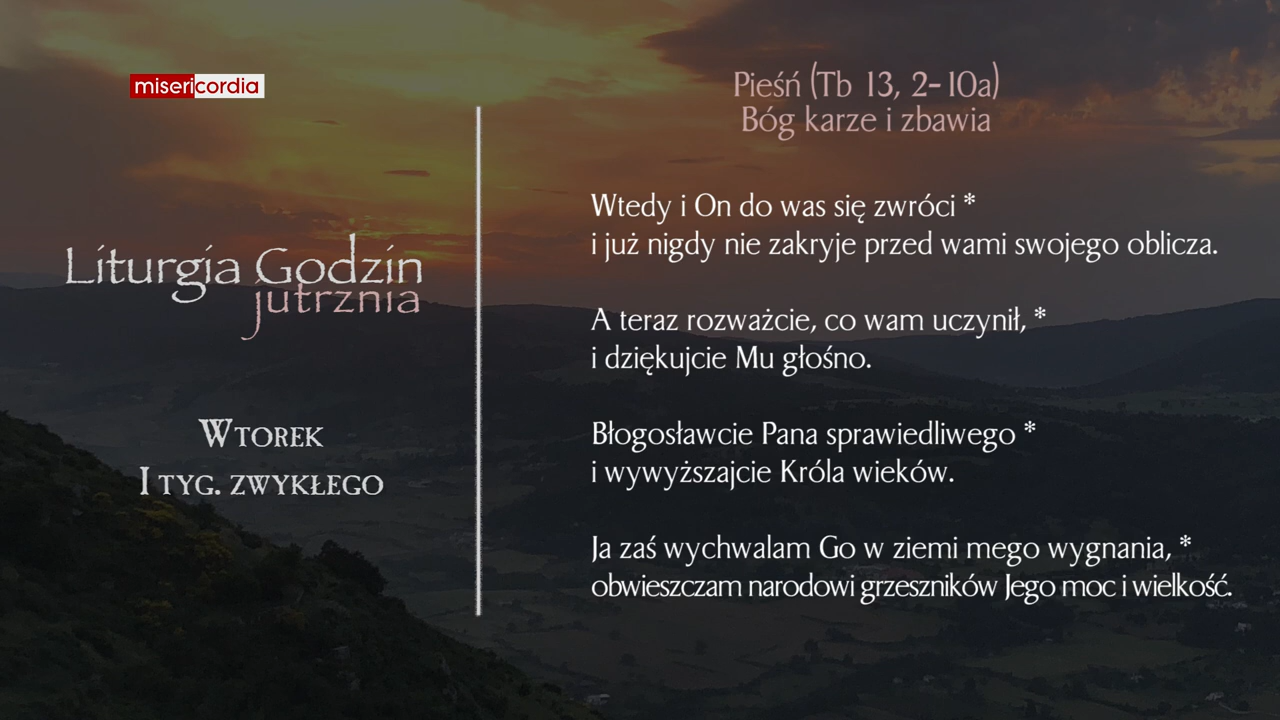 misericordia
Liturgia Godzin
jutrznia
Wtorek
I tyg. zwykłego
Pieśń (Tb 13, 2-10a)
Bóg karze i zbawia
Wtedy i On do was się zwróci *
i już nigdy nie zakryje przed wami swojego oblicza.
A teraz rozważcie, co wam uczynił, *
i dziękujcie Mu głośno.
Błogosławcie Pana sprawiedliwego *
i wywyższajcie Króla wieków.
Ja zaś wychwalam Go w ziemi mego wygnania, *
obwieszczam narodowi grzeszników Jego moc i wielkość.